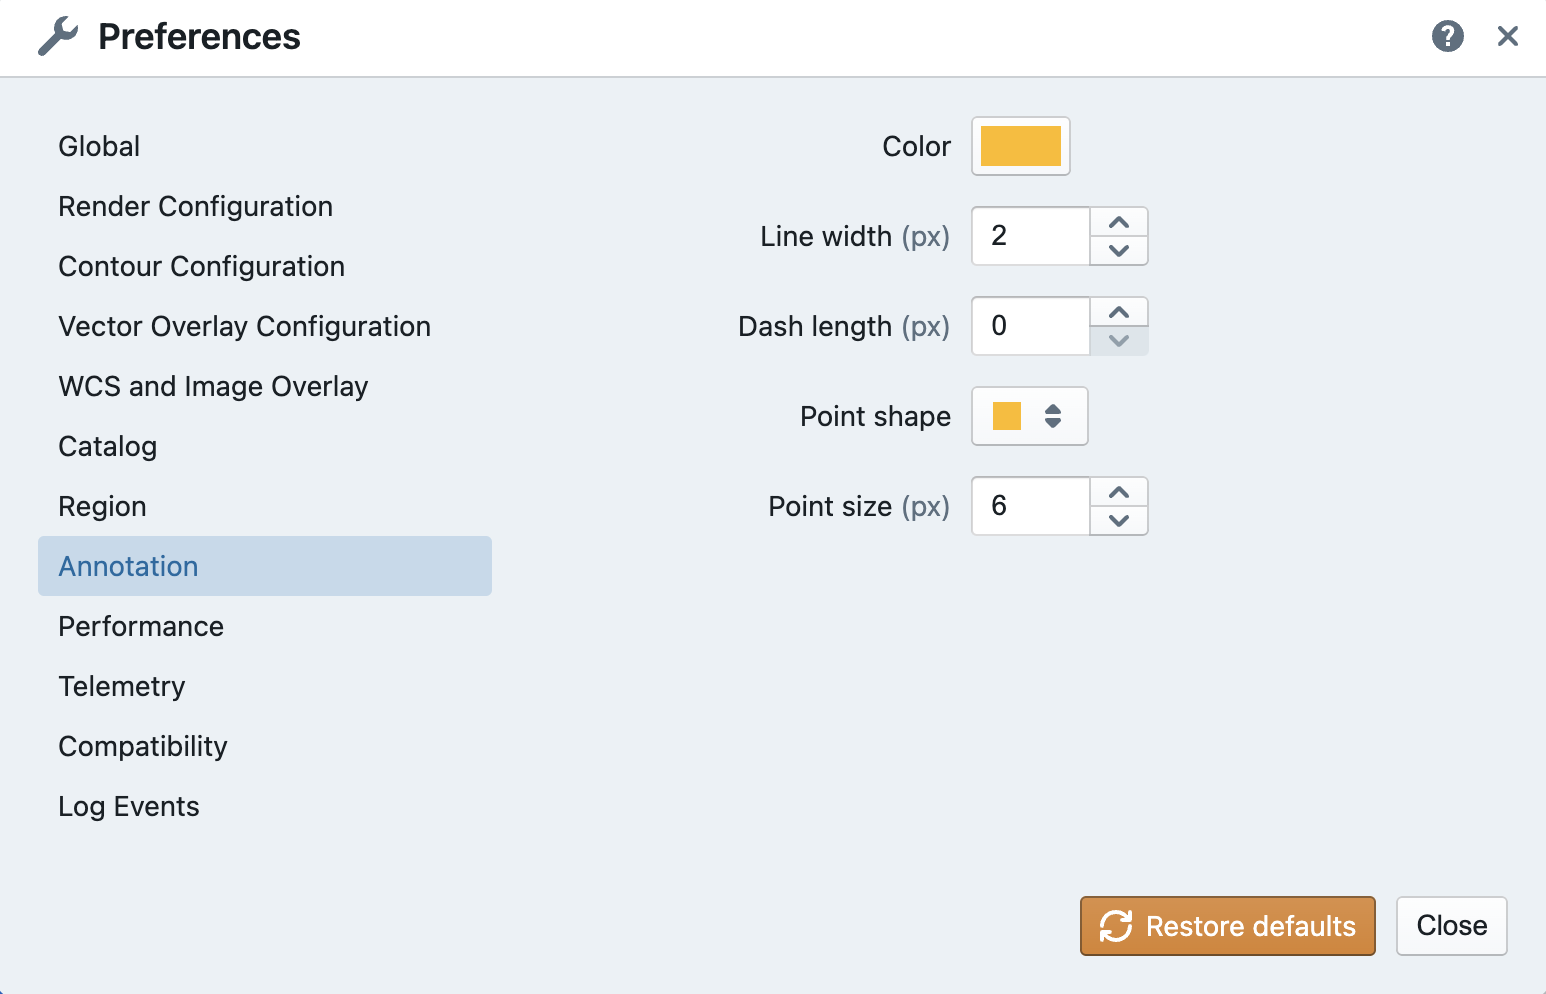 Preferences
Global
Render Configuration
Contour Configuration
Vector Overlay Configuration
WCS and Image Overlay
Catalog
Region
Annotation
Performance
Telemetry
Compatibility
Log Events
Color
Line width (px) 2
Dash length (px) 0
Point shape
Point size (px) 6
Restore defaults
Close